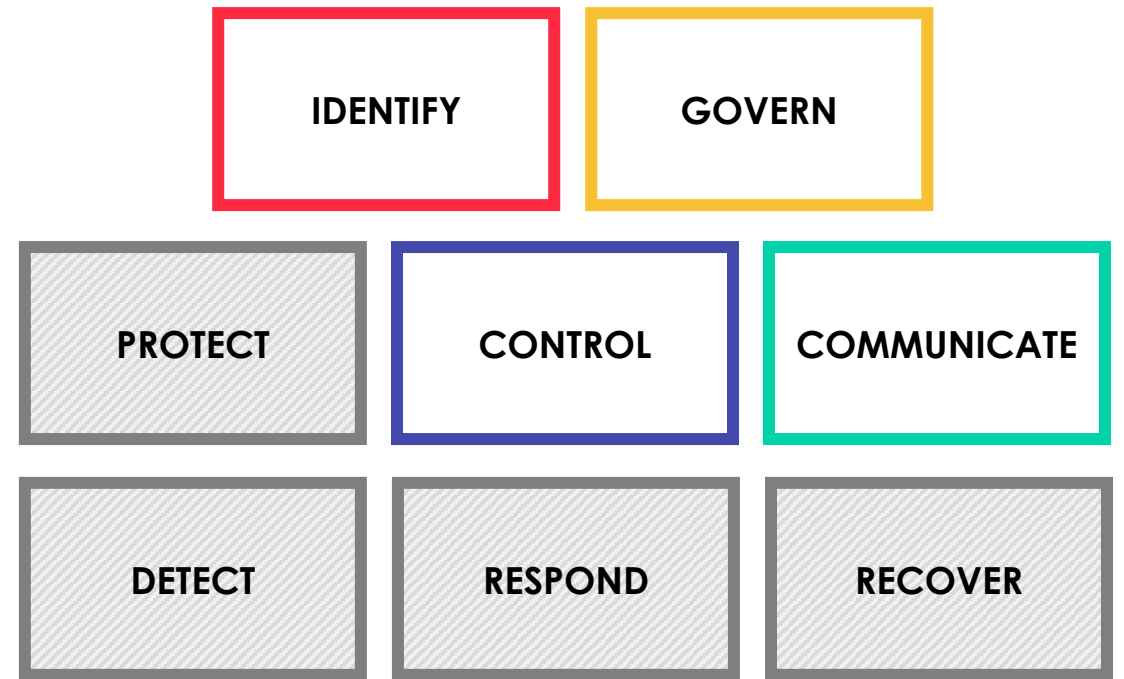 IDENTIFY
GOVERN
PROTECT
CONTROL
COMMUNICATE
DETECT
RESPOND
RECOVER